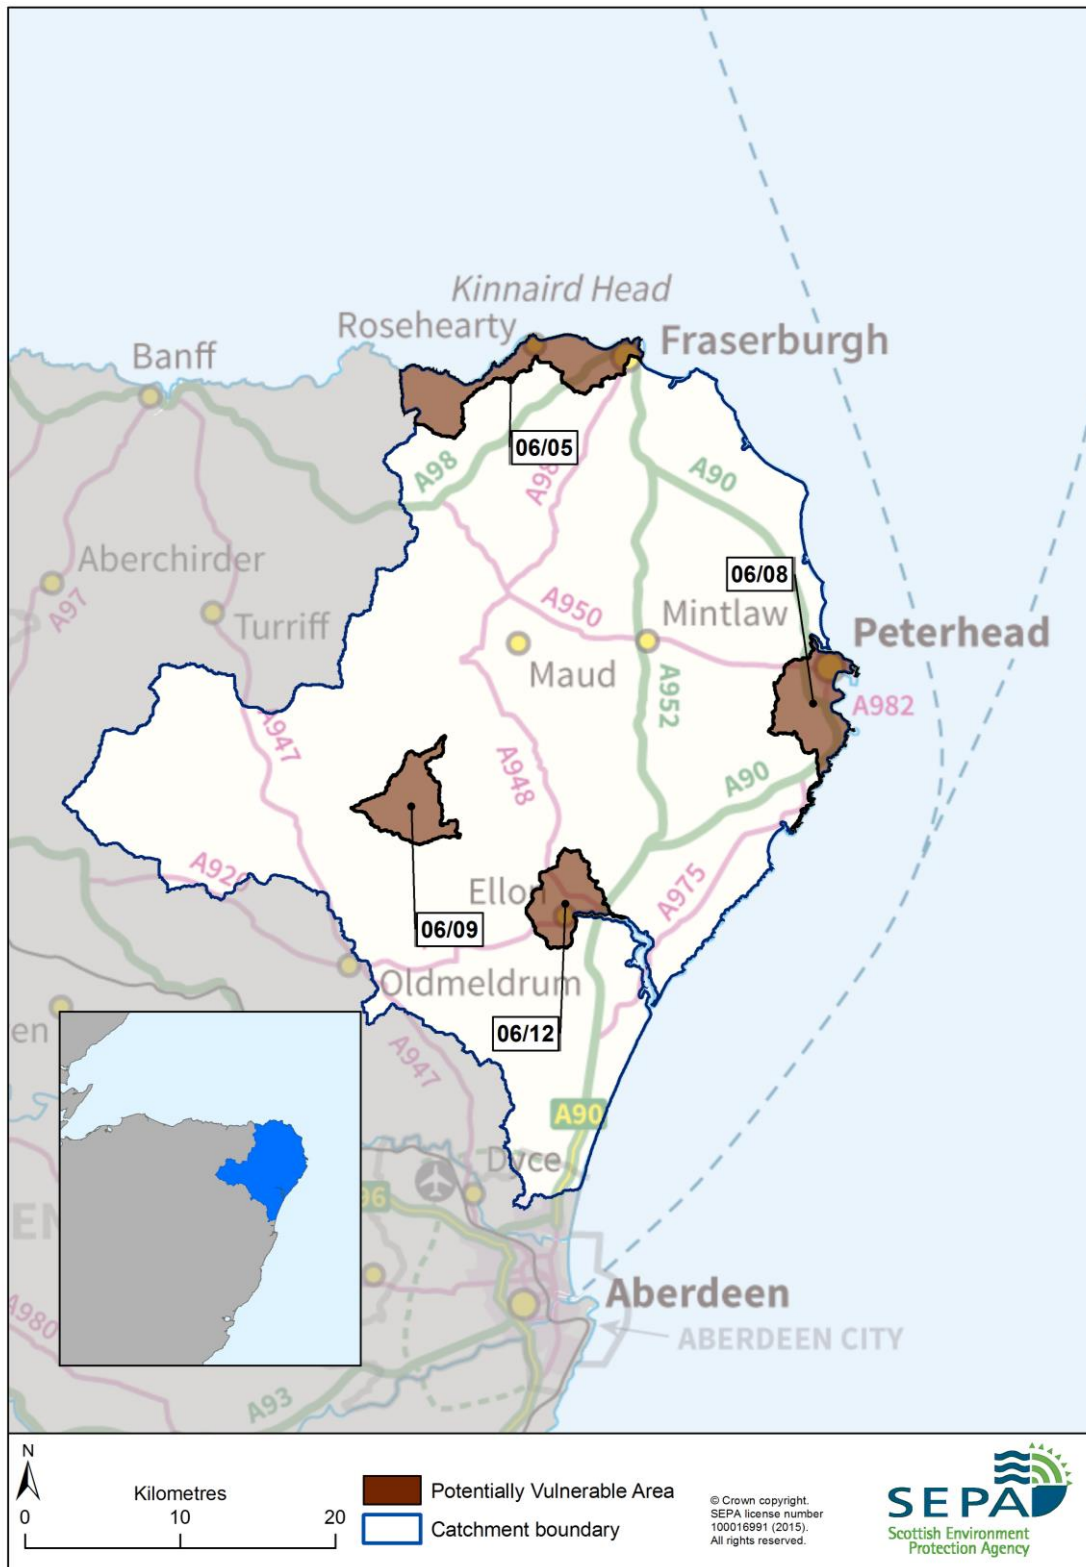 Kinnaird Head
Rosehearty
Fraserburgh
Banff
06/05
A98
A98
A90
Aberchirder
06/08
A97
Turriff
A950
Mintlaw
Peterhead
Maud
A952
A982
A947
A948
A90
A920
Ellon
A975
06/09
Oldmeldrum
06/12
en
A947
A90
Dyce
96
EN
Aberdeen
A980
ABERDEEN CITY
A93
N
Kilometres
0 10 20
Potentially Vulnerable Area
Catchment boundary
© Crown copyright.
SEPA license number
100016991 (2015).
All rights reserved.
SEPA
Scottish Environment
Protection Agency